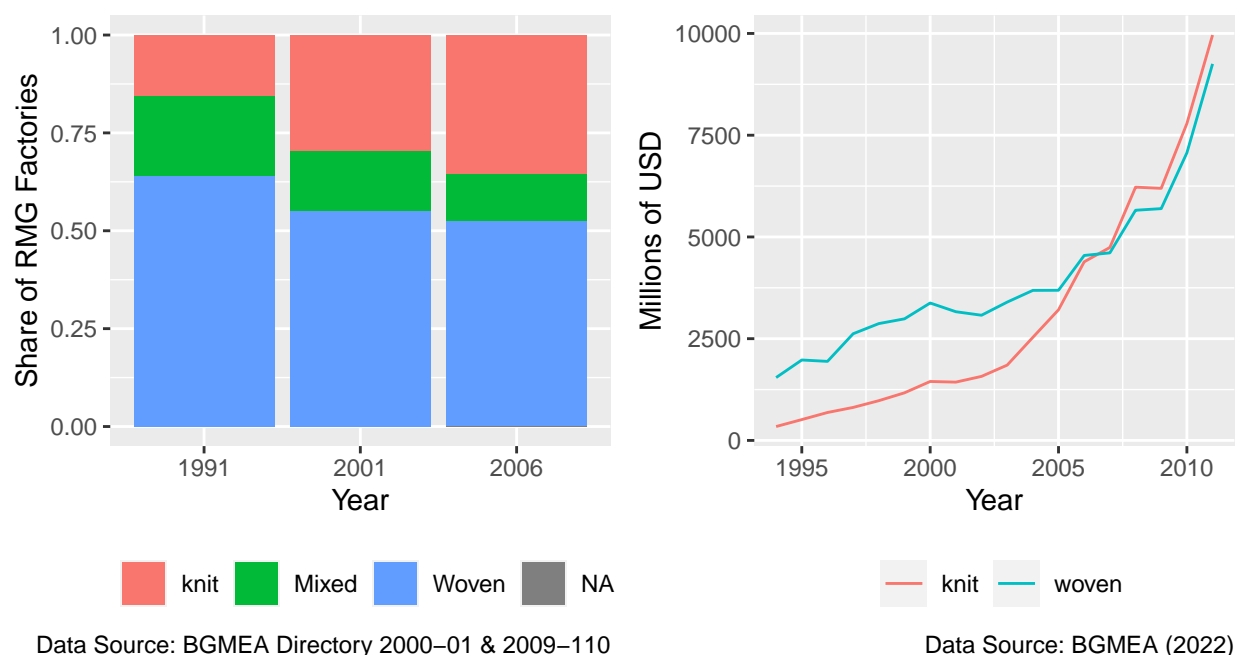 Share of RMG Factories
1.00
0.75
0.50
0.25
0.00
1991 2001 2006
Year
knit Mixed Woven NA
Data Source: BGMEA Directory 2000−01 & 2009−110
Millions of USD
10000
7500
5000
2500
0
1995 2000 2005 2010
Year
knit woven
Data Source: BGMEA (2022)